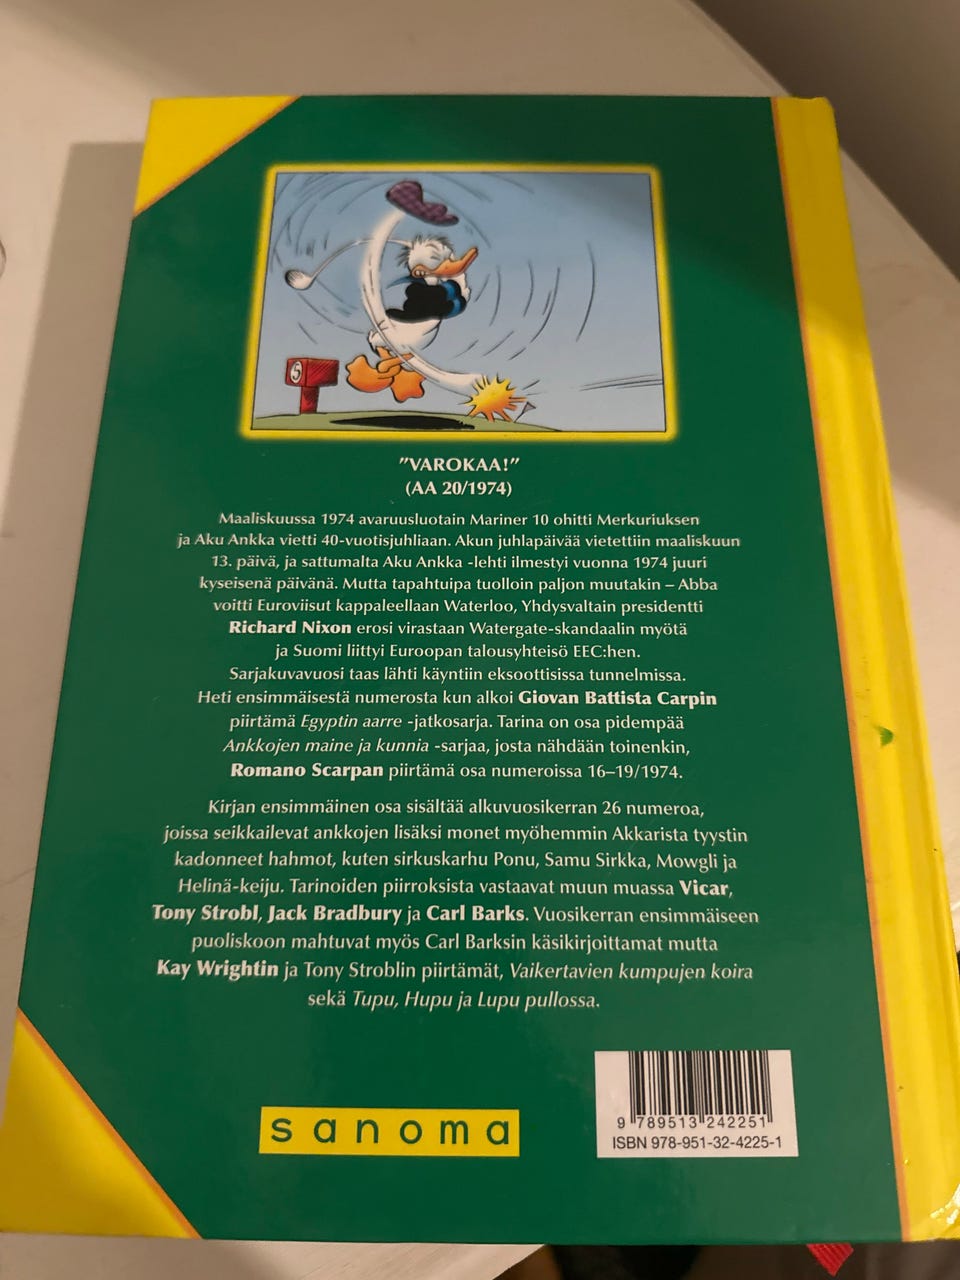 5
"VAROKAA!"
(AA 20/1974)
Maaliskuussa 1974 avaruusluotain Mariner 10 ohitti Merkuriuksen
ja Aku Ankka vietti 40-vuotisjuhliaan. Akun juhlapäivää vietettiin maaliskuun
13. päivä, ja sattumalta Aku Ankka -lehti ilmestyi vuonna 1974 juuri
kyseisenä päivänä. Mutta tapahtuipa tuolloin paljon muutakin – Abba
voitti Euroviisut kappaleellaan Waterloo, Yhdysvaltain presidentti
Richard Nixon erosi virastaan Watergate-skandaalin myötä
ja Suomi liittyi Euroopan talousyhteisö EEC:hen.
Sarjakuvavuosi taas lähti käyntiin eksoottisissa tunnelmissa.
Heti ensimmäisestä numerosta kun alkoi Giovan Battista Carpin
piirtämä Egyptin aarre -jatkosarja. Tarina on osa pidempää
Ankkojen maine ja kunnia -sarjaa, josta nähdään toinenkin,
Romano Scarpan piirtämä osa numeroissa 16–19/1974.
Kirjan ensimmäinen osa sisältää alkuvuosikerran 26 numeroa,
joissa seikkailevat ankkojen lisäksi monet myöhemmin Akkarista tyystin
kadonneet hahmot, kuten sirkuskarhu Ponu, Samu Sirkka, Mowgli ja
Helinä-keiju. Tarinoiden piirroksista vastaavat muun muassa Vicar,
Tony Strobl, Jack Bradbury ja Carl Barks. Vuosikerran ensimmäiseen
puoliskoon mahtuvat myös Carl Barksin käsikirjoittamat mutta
Kay Wrightin ja Tony Stroblin piirtämät, Vaikertavien kumpujen koira
sekä Tupu, Hupu ja Lupu pullossa.
sanoma
9 789513 242251
ISBN 978-951-32-4225-1